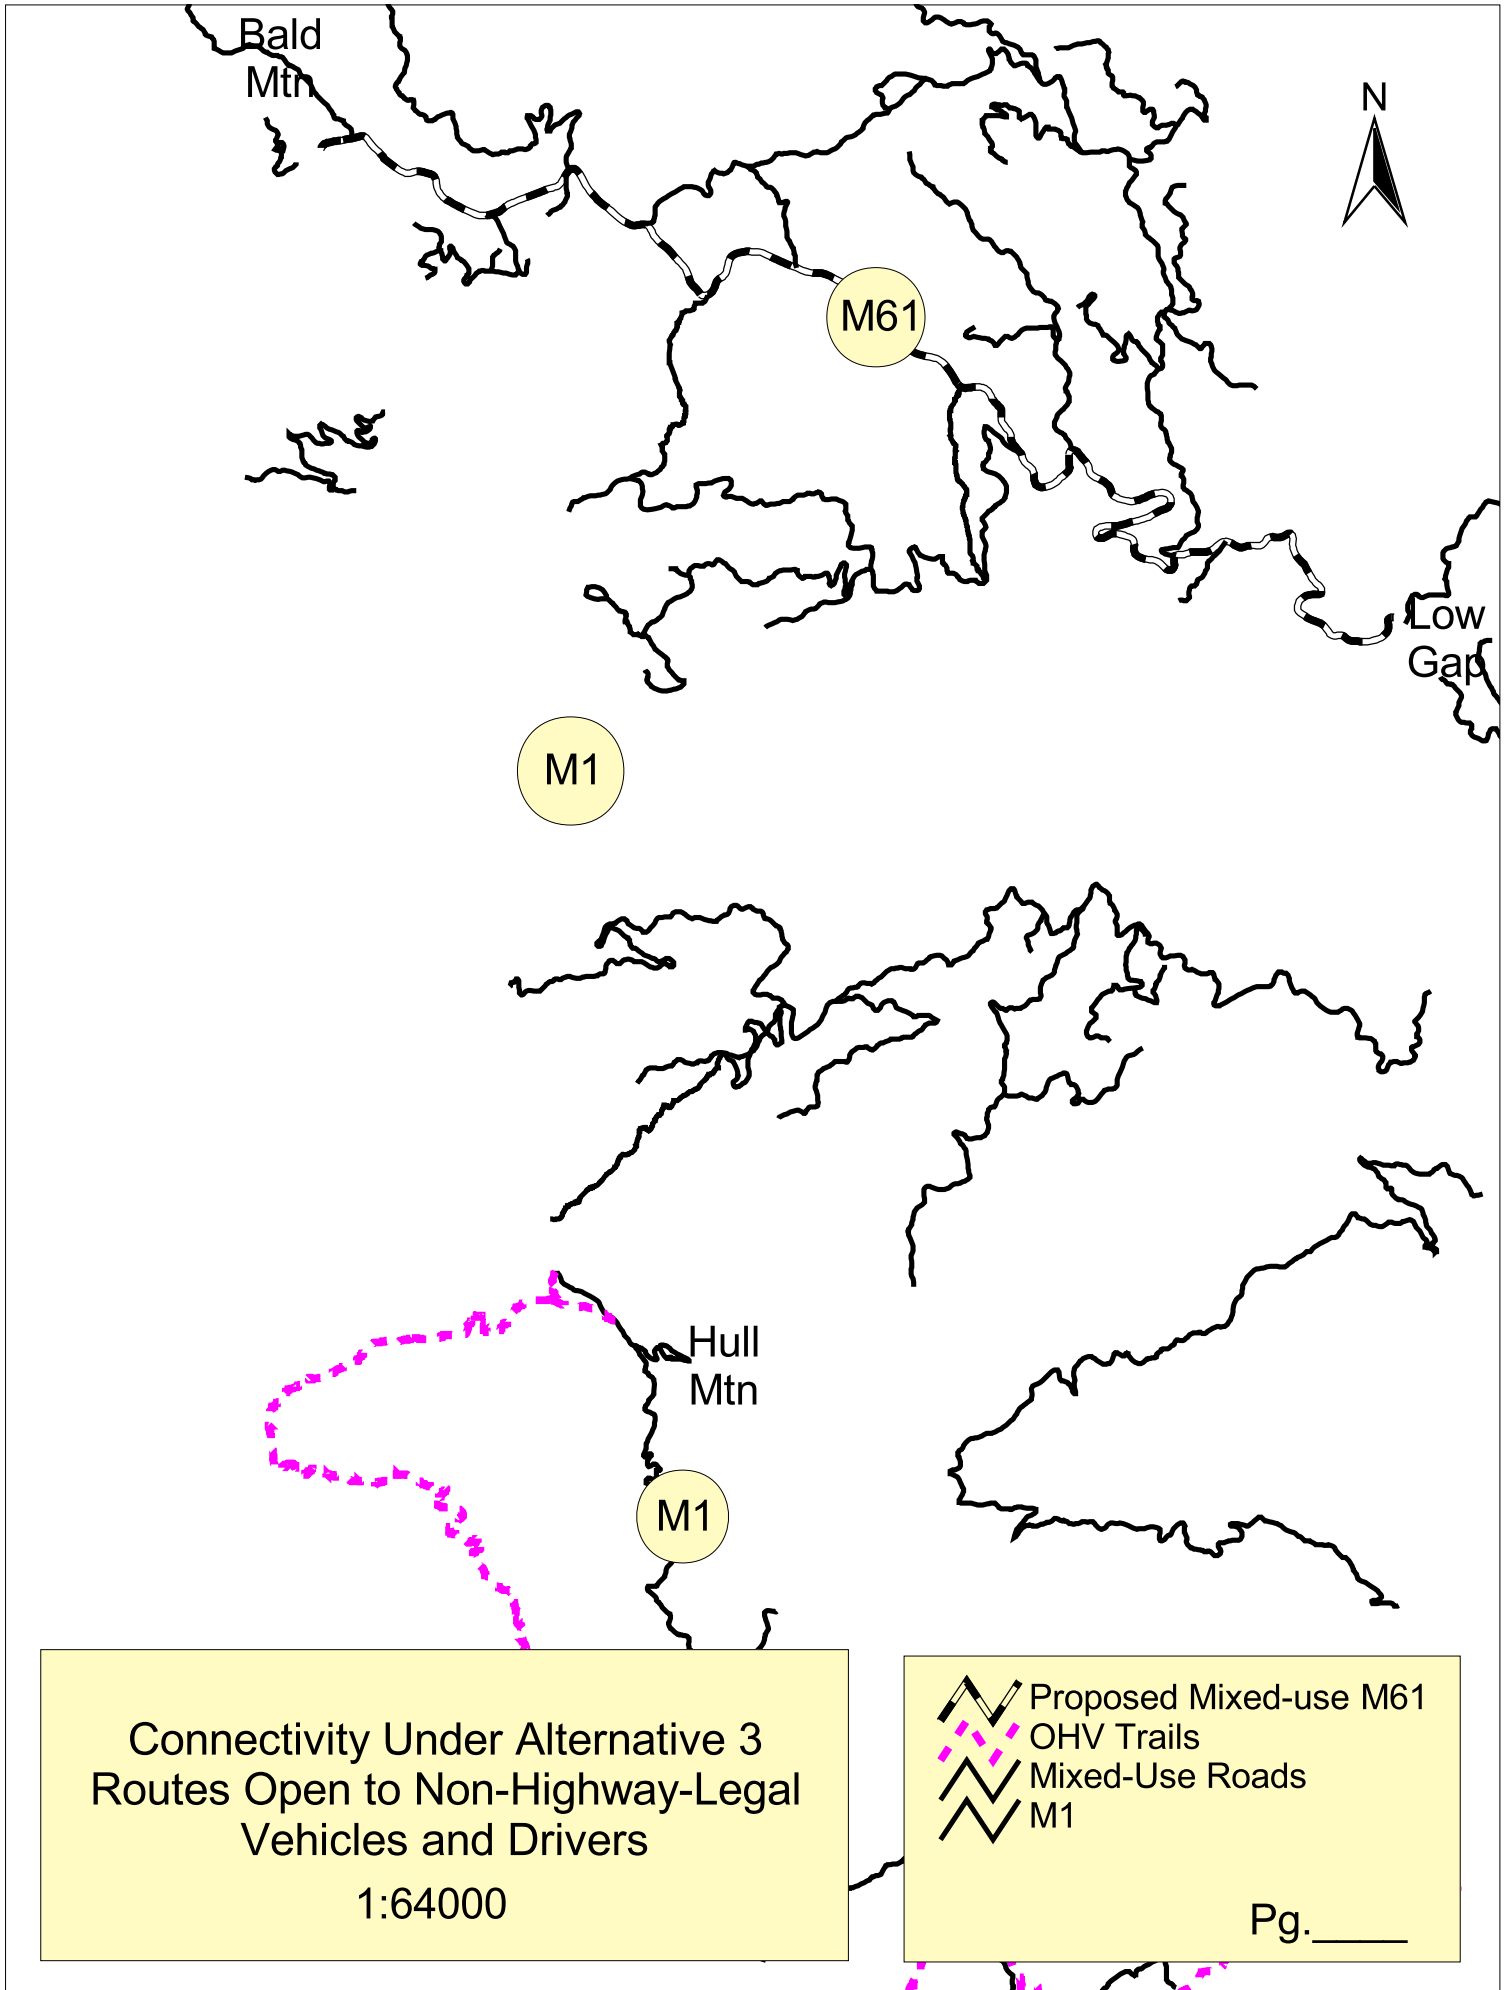 Bald
Mtn
N
M61
Low
Gap
M1
Hull
Mtn
M1
Connectivity Under Alternative 3
Routes Open to Non-Highway-Legal
Vehicles and Drivers
1:64000
Proposed Mixed-use M61
OHV Trails
Mixed-Use Roads
M1
Pg.____